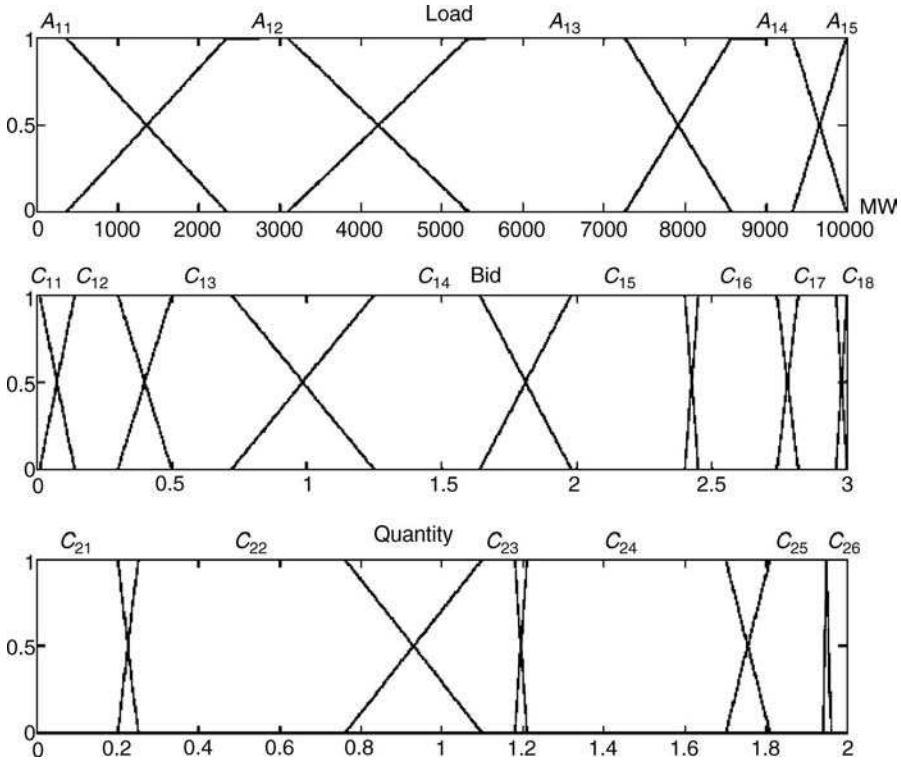 A11 A12 Load A13 A14 A15
1
0.5
0
0 1000 2000 3000 4000 5000 6000 7000 8000 9000 10000 MW
C11 C12 C13 C14 Bid C15 C16 C17 C18
1
0.5
0
0 0.5 1 1.5 2 2.5 3
C21 C22 Quantity C23 C24 C25 C26
1
0.5
0
0 0.2 0.4 0.6 0.8 1 1.2 1.4 1.6 1.8 2